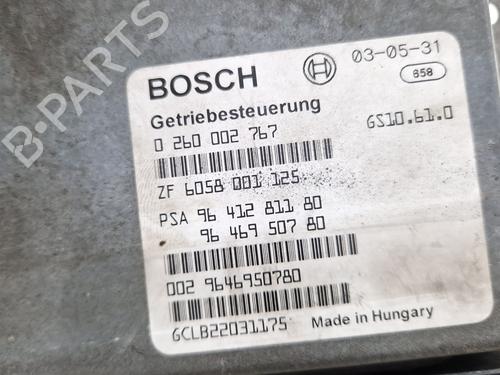 B-PARTS
BOSCH
03-05-31
658
Getriebesteuerung
0 260 002 767
GS10.61.0
ZF 6058 001 125
PSA 96 412 811 80
96 469 507 80
002 9646950780
GCLB22031175 Made in Hungary